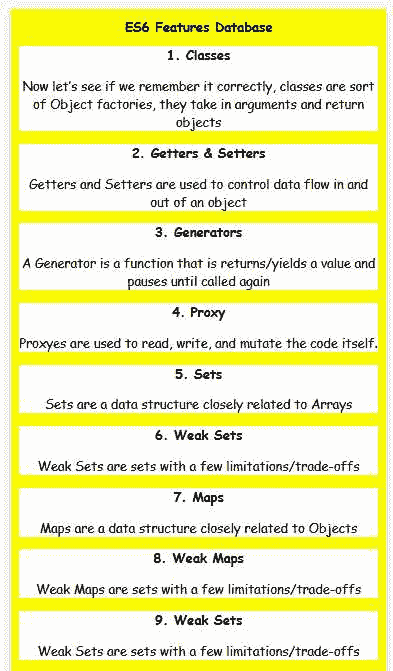 ES6 Features Database
1. Classes
Now let's see if we remember it correctly, classes are sort
of Object factories, they take in arguments and return
objects
2. Getters & Setters
Getters and Setters are used to control data flow in and
out of an object
3. Generators
A Generator is a function that is returns/yields a value and
pauses until called again
4. Proxy
Proxyes are used to read, write, and mutate the code itself.
5. Sets
Sets are a data structure closely related to Arrays
6. Weak Sets
Weak Sets are sets with a few limitations/trade-offs
7. Maps
Maps are a data structure closely related to Objects
8. Weak Maps
Weak Maps are sets with a few limitations/trade-offs
9. Weak Sets
Weak Sets are sets with a few limitations/trade-offs